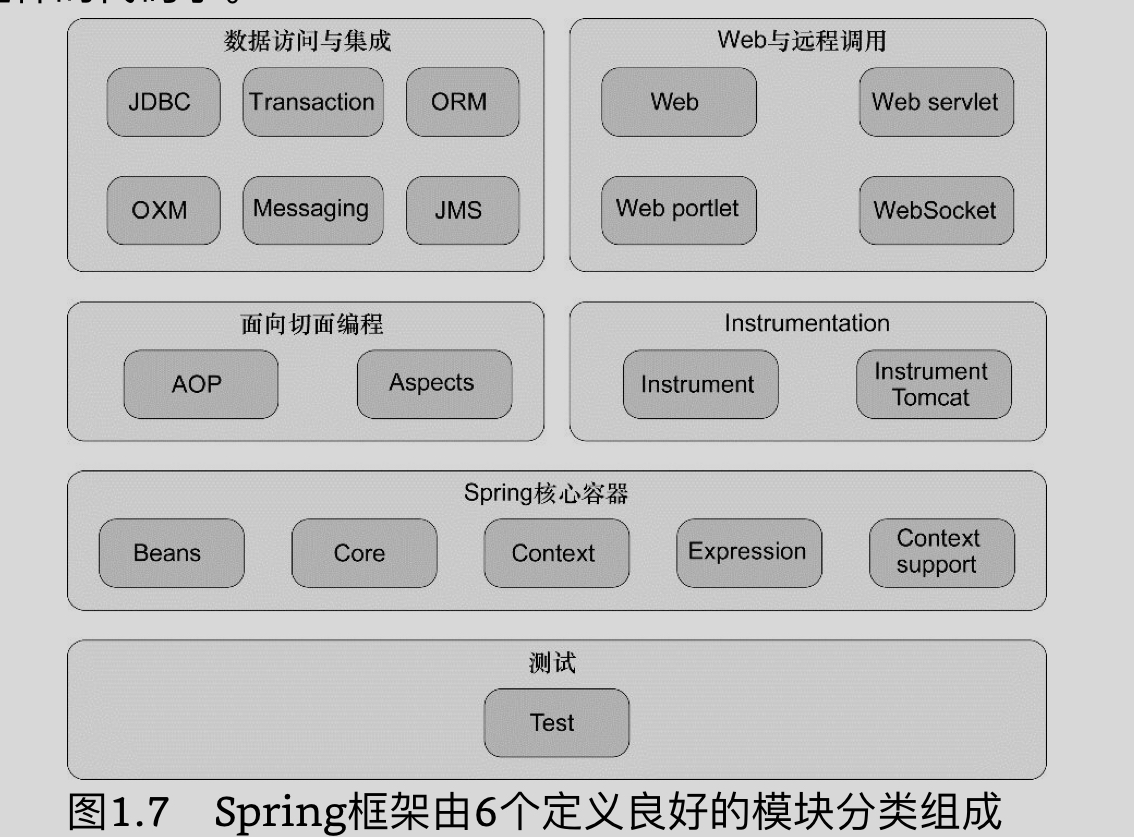 数据访问与集成
JDBC Transaction ORM
OXM Messaging JMS
Web与远程调用
Web Web servlet
Web portlet WebSocket
面向切面编程
AOP Aspects
Instrumentation
Instrument Instrument Tomcat
Spring核心容器
Beans Core Context Expression Context support
测试
Test
图1.7 Spring框架由6个定义良好的模块分类组成